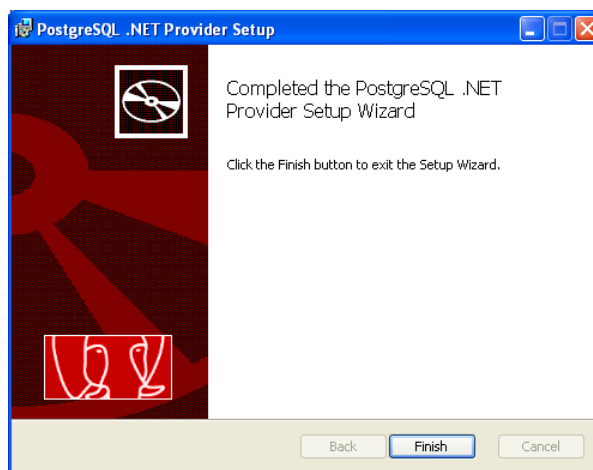 PostgreSQL .NET Provider Setup
Completed the PostgreSQL .NET
Provider Setup Wizard
Click the Finish button to exit the Setup Wizard.
Back Finish Cancel